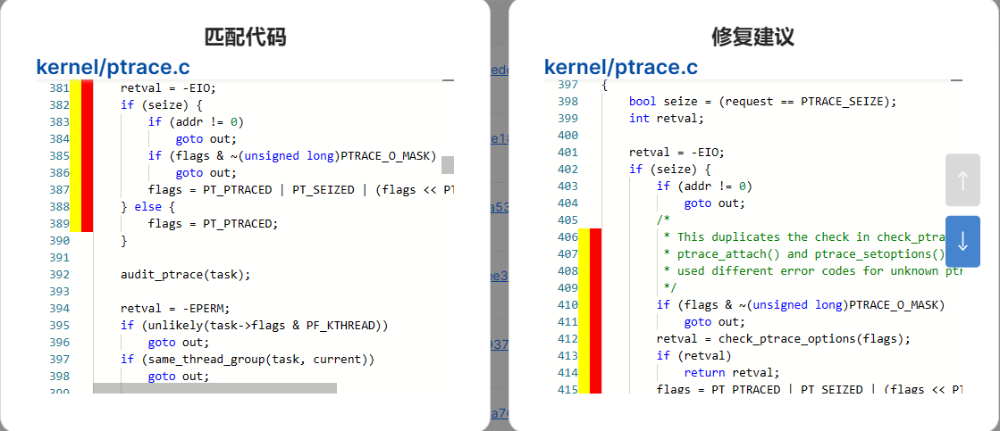 匹配代码
kernel/ptrace.c
381 retval = -EIO;
382 if (seize) {
383 if (addr != 0)
384 goto out;
385 if (flags & ~(unsigned long)PTRACE_O_MASK)
386 goto out;
387 flags = PT_PTRACED | PT_SEIZED | (flags << PT
388 } else {
389 flags = PT_PTRACED;
390 }
391
392 audit_ptrace(task);
393
394 retval = -EPERM;
395 if (unlikely(task->flags & PF_KTHREAD))
396 goto out;
397 if (same_thread_group(task, current))
398 goto out;
399
修复建议
kernel/ptrace.c
397 {
398 bool seize = (request == PTRACE_SEIZE);
399 int retval;
400
401 retval = -EIO;
402 if (seize) {
403 if (addr != 0)
404 goto out;
405 /*
406 * This duplicates the check in check_ptra
407 * ptrace_attach() and ptrace_setoptions()
408 * used different error codes for unknown ptr
409 */
410 if (flags & ~(unsigned long)PTRACE_O_MASK)
411 goto out;
412 retval = check_ptrace_options(flags);
413 if (retval)
414 return retval;
415 flags = PT_PTRACED | PT_SEIZED | (flags << PT